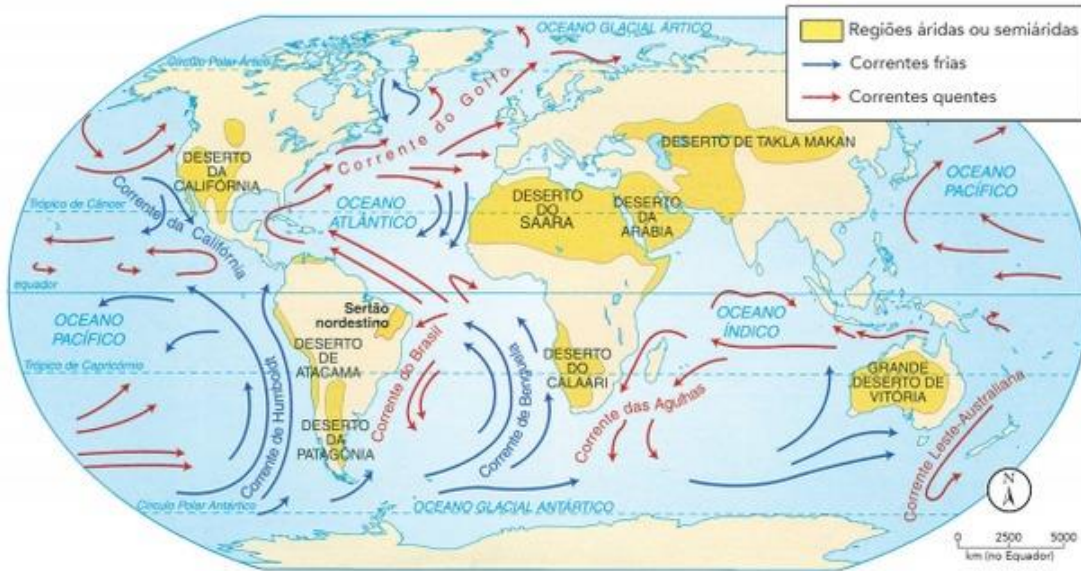 OCEANO GLACIAL ÁRTICO
Regiões áridas ou semiáridas
Correntes frias
Correntes quentes
Círculo Polar Ártico
Corrente do Golfo
DESERTO
DA
CALIFÓRNIA
DESERTO DE TAKLA MAKAN
OCEANO
PACÍFICO
Trópico de Câncer
Corrente da Califórnia
OCEANO
ATLÂNTICO
DESERTO
DO
SAARA
DESERTO
DA
ARÁBIA
equador
OCEANO
PACÍFICO
Sertão
nordestino
OCEANO
ÍNDICO
Trópico de Capricórnio
DESERTO
DE
ATACAMA
Corrente do Brasil
DESERTO
DO
CALAARI
GRANDE
DESERTO DE
VITÓRIA
Corrente de Humboldt
Corrente de Benguela
Corrente das Agulhas
Corrente Leste-Australiana
DESERTO
DA
PATAGÔNIA
Círculo Polar Antártico
OCEANO GLACIAL ANTÁRTICO
N
0 2500 5000
km (no Equador)